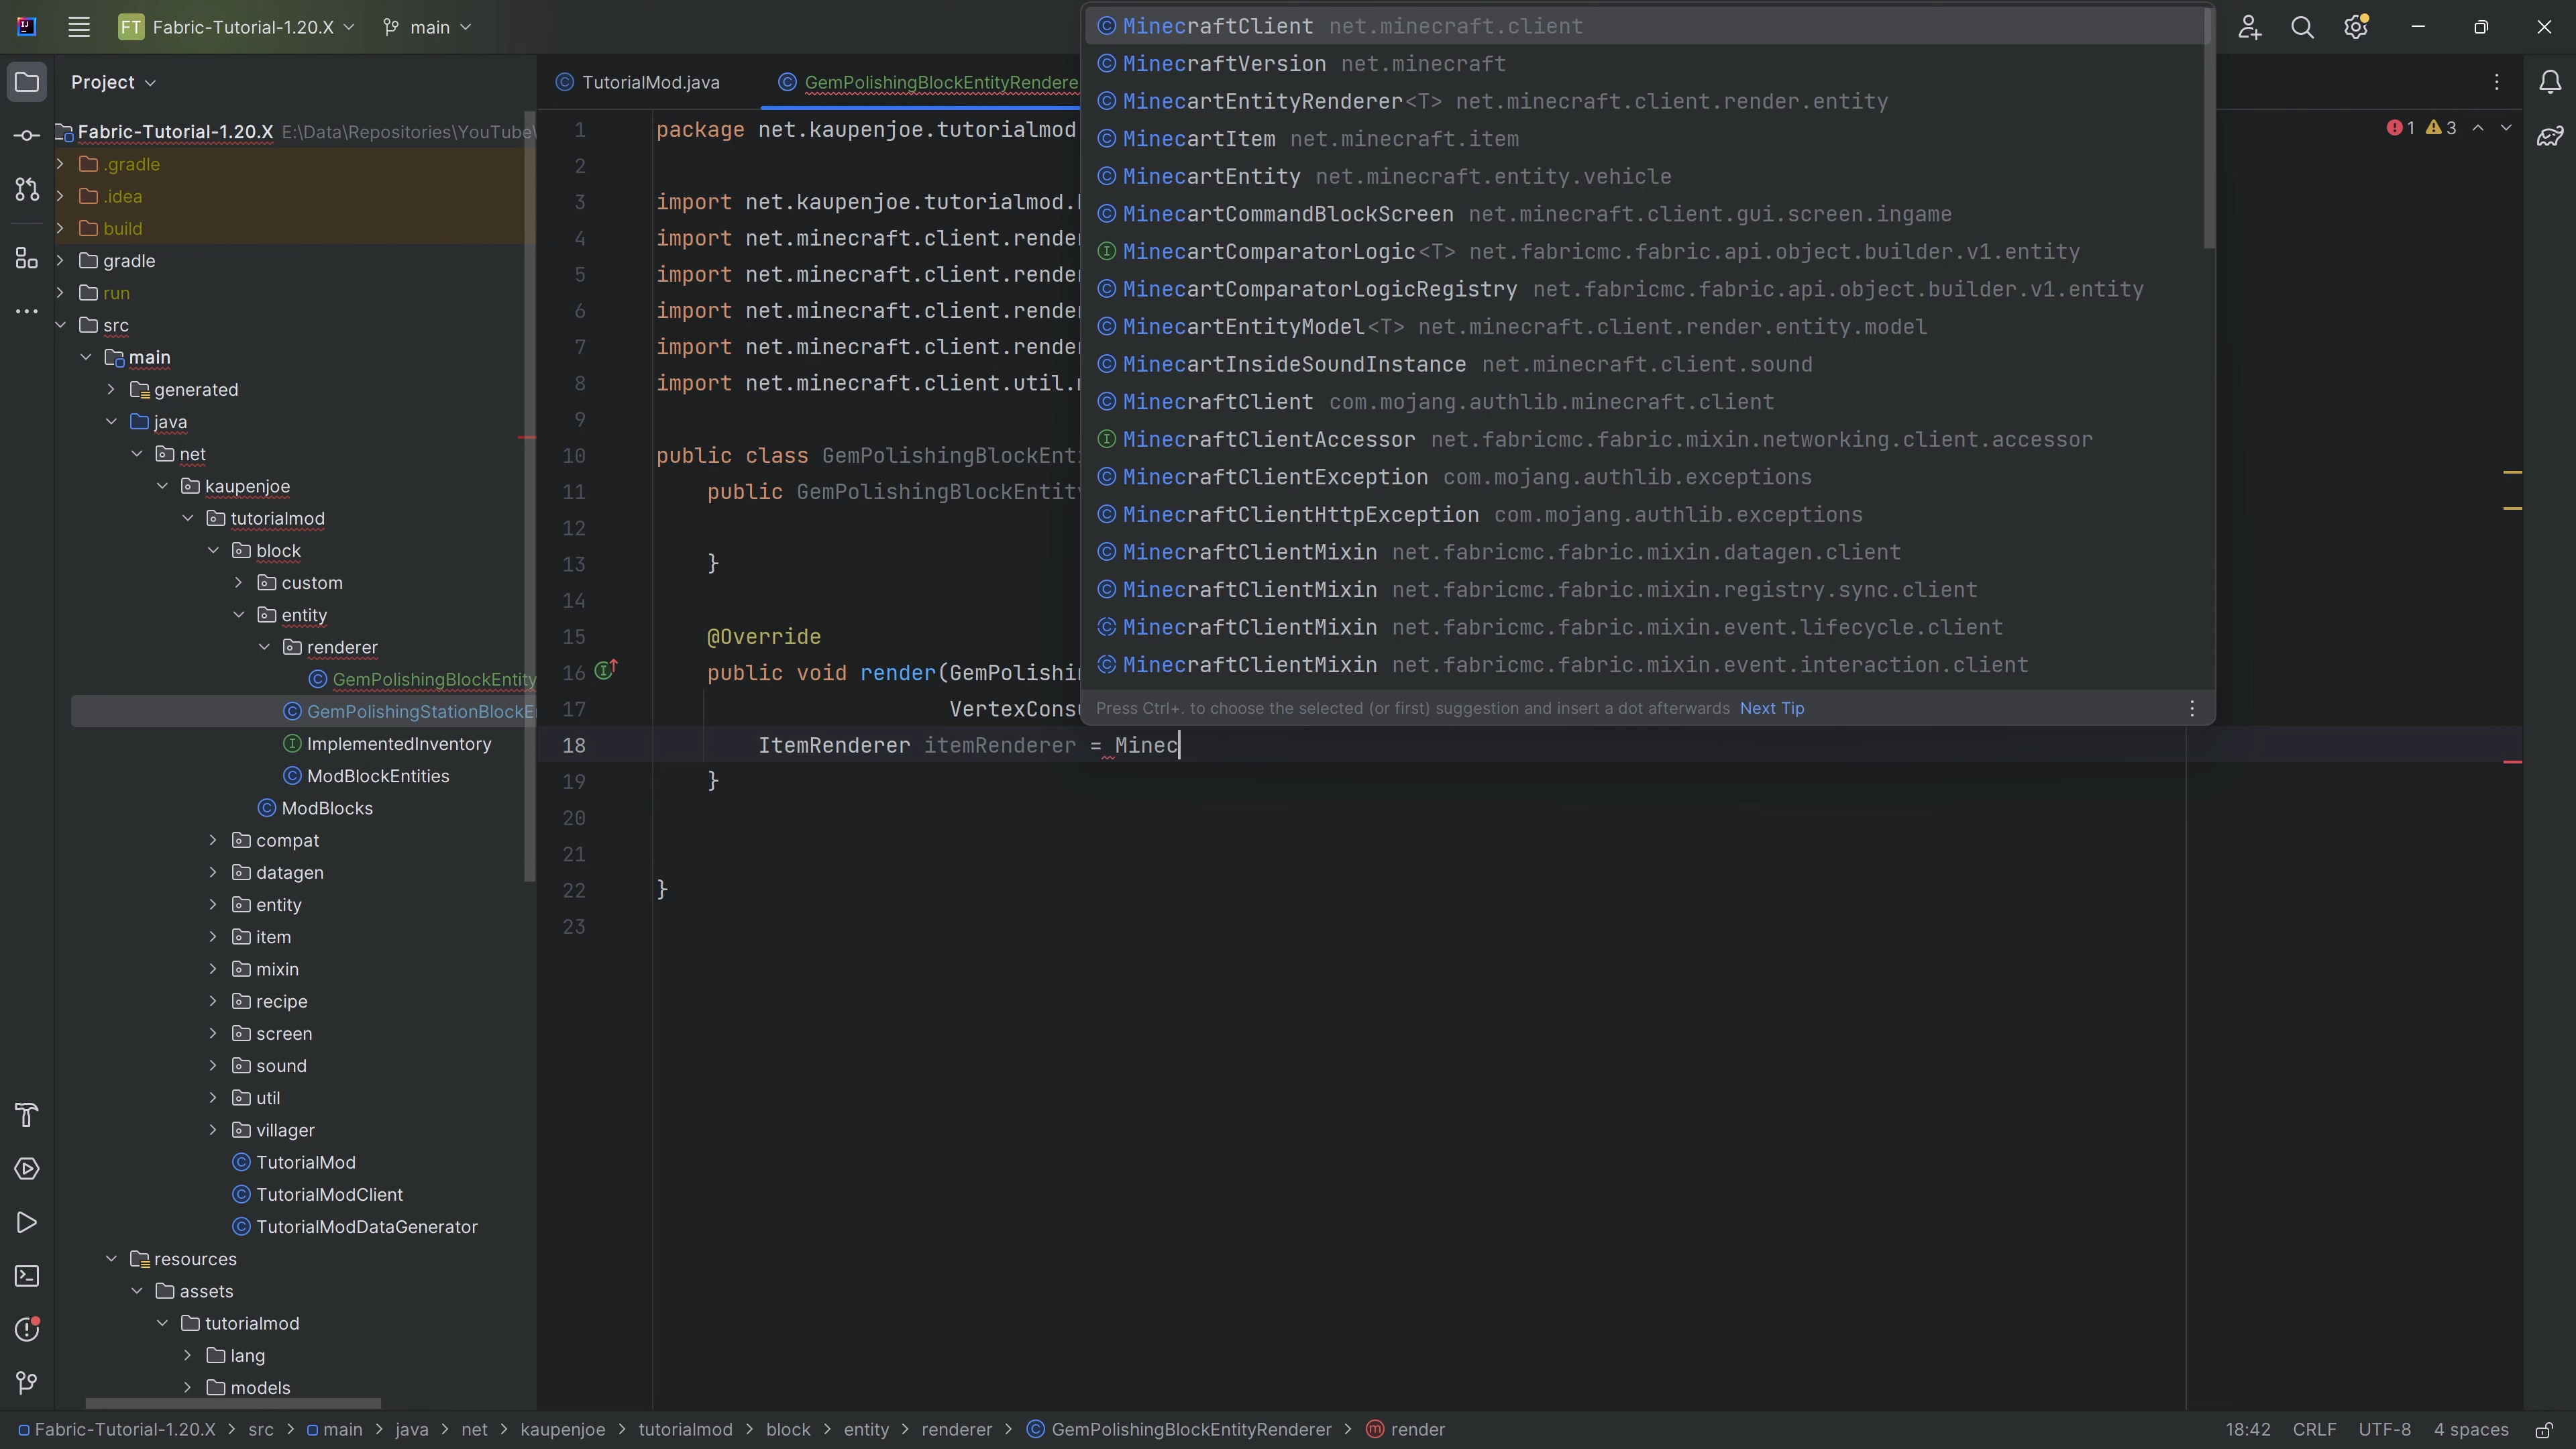 FT Fabric-Tutorial-1.20.X main
Project
Fabric-Tutorial-1.20.X E:\Data\Repositories\YouTube\
.gradle
.idea
build
gradle
run
src
main
generated
java
net
kaupenjoe
tutorialmod
block
custom
entity
renderer
GemPolishingBlockEntity
GemPolishingStationBlockE
ImplementedInventory
ModBlockEntities
ModBlocks
compat
datagen
entity
item
mixin
recipe
screen
sound
util
villager
TutorialMod
TutorialModClient
TutorialModDataGenerator
resources
assets
tutorialmod
lang
models
TutorialMod.java GemPolishingBlockEntityRendere
1 package net.kaupenjoe.tutorialmod
2
3 import net.kaupenjoe.tutorialmod.
4 import net.minecraft.client.rende
5 import net.minecraft.client.rende
6 import net.minecraft.client.rende
7 import net.minecraft.client.rende
8 import net.minecraft.client.util.
9
10 public class GemPolishingBlockEnt
11 public GemPolishingBlockEntity
12
13 }
14
15 @Override
16 public void render(GemPolishi
17 VertexCons
18 ItemRenderer itemRenderer = Minec
19 }
20
21
22 }
23
MinecraftClient net.minecraft.client
MinecraftVersion net.minecraft
MinecartEntityRenderer<T> net.minecraft.client.render.entity
MinecartItem net.minecraft.item
MinecartEntity net.minecraft.entity.vehicle
MinecartCommandBlockScreen net.minecraft.client.gui.screen.ingame
MinecartComparatorLogic<T> net.fabricmc.fabric.api.object.builder.v1.entity
MinecartComparatorLogicRegistry net.fabricmc.fabric.api.object.builder.v1.entity
MinecartEntityModel<T> net.minecraft.client.render.entity.model
MinecartInsideSoundInstance net.minecraft.client.sound
MinecraftClient com.mojang.authlib.minecraft.client
MinecraftClientAccessor net.fabricmc.fabric.mixin.networking.client.accessor
MinecraftClientException com.mojang.authlib.exceptions
MinecraftClientHttpException com.mojang.authlib.exceptions
MinecraftClientMixin net.fabricmc.fabric.mixin.datagen.client
MinecraftClientMixin net.fabricmc.fabric.mixin.registry.sync.client
MinecraftClientMixin net.fabricmc.fabric.mixin.event.lifecycle.client
MinecraftClientMixin net.fabricmc.fabric.mixin.event.interaction.client
Press Ctrl+. to choose the selected (or first) suggestion and insert a dot afterwards Next Tip
1 3
Fabric-Tutorial-1.20.X > src > main > java > net > kaupenjoe > tutorialmod > block > entity > renderer > GemPolishingBlockEntityRenderer > render
18:42 CRLF UTF-8 4 spaces